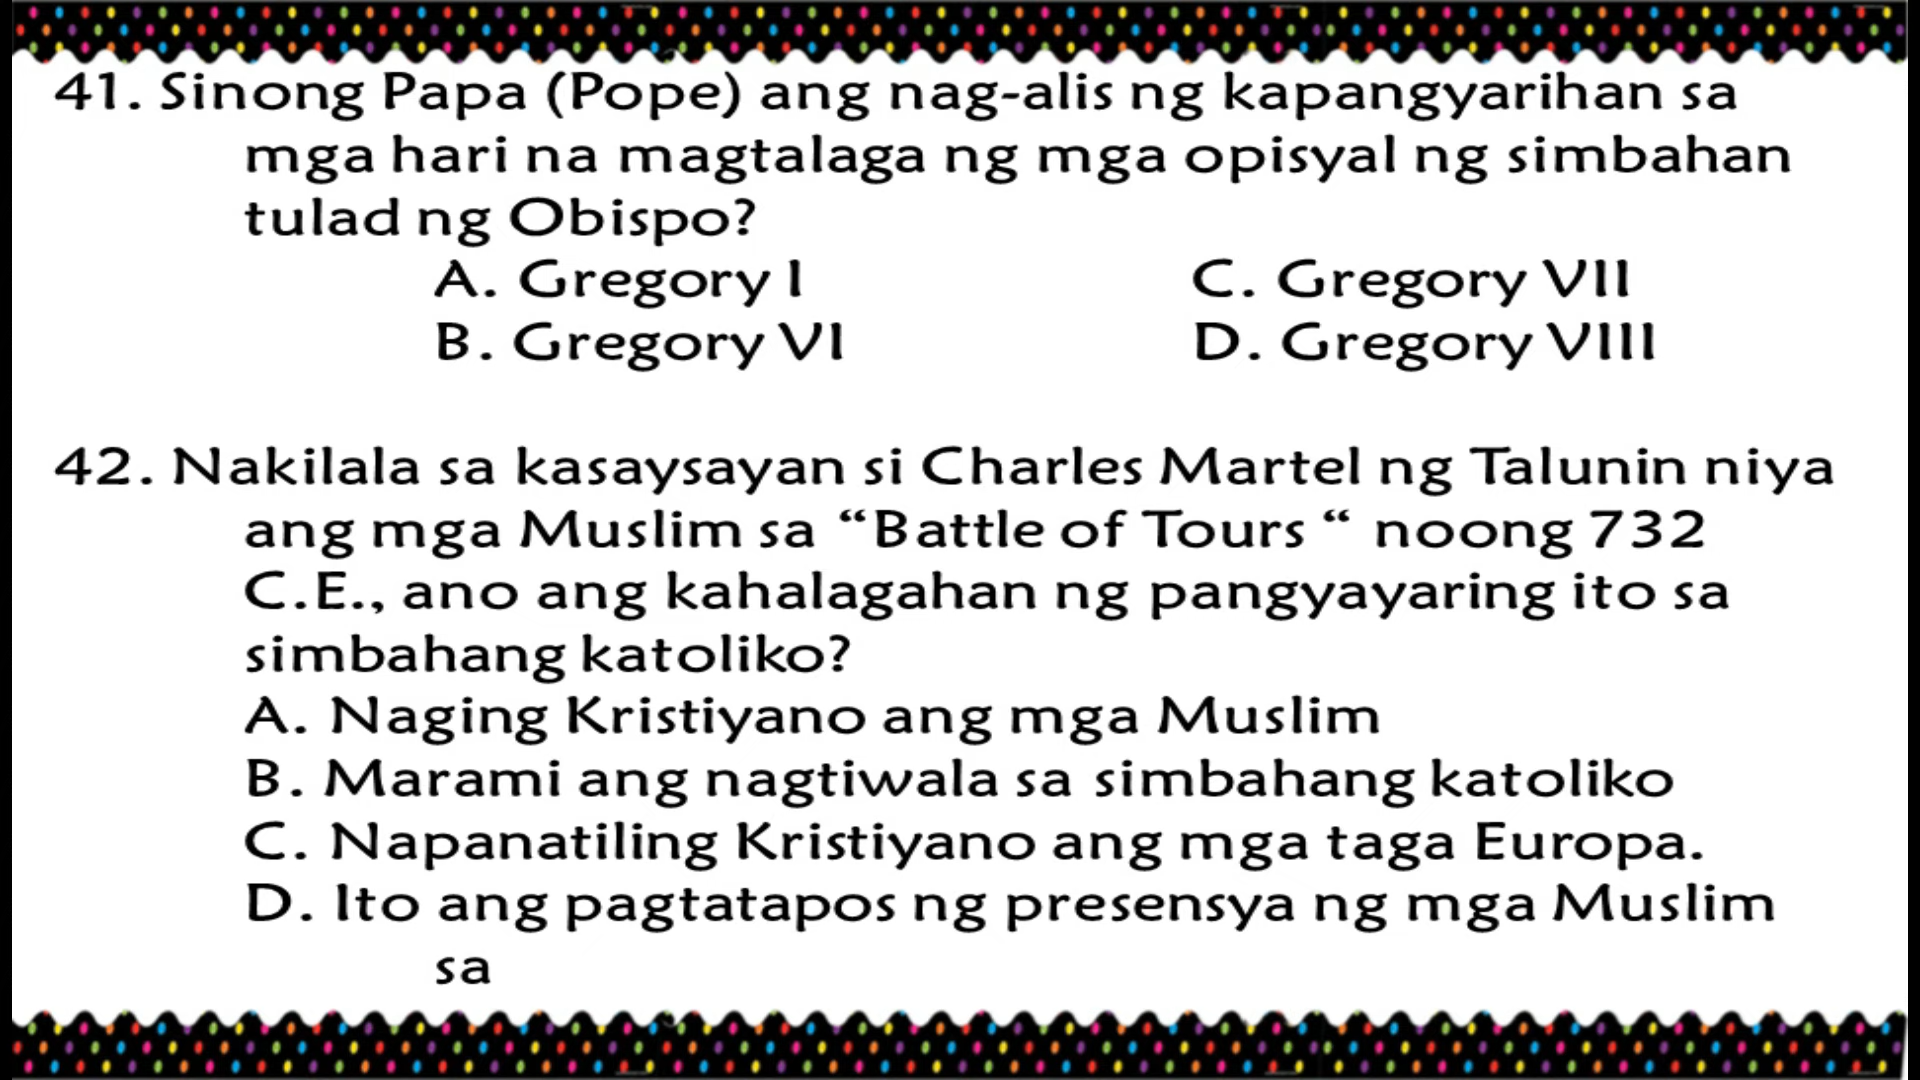 41. Sinong Papa (Pope) ang nag-alis ng kapangyarihan sa
mga hari na magtalaga ng mga opisyal ng simbahan
tulad ng Obispo?
A. Gregory I C. Gregory VII
B. Gregory VI D. Gregory VIII
42. Nakilala sa kasaysayan si Charles Martel ng Talunin niya
ang mga Muslim sa “Battle of Tours “ noong 732
C.E., ano ang kahalagahan ng pangyayaring ito sa
simbahang katoliko?
A. Naging Kristiyano ang mga Muslim
B. Marami ang nagtiwala sa simbahang katoliko
C. Napanatiling Kristiyano ang mga taga Europa.
D. Ito ang pagtatapos ng presensya ng mga Muslim
sa